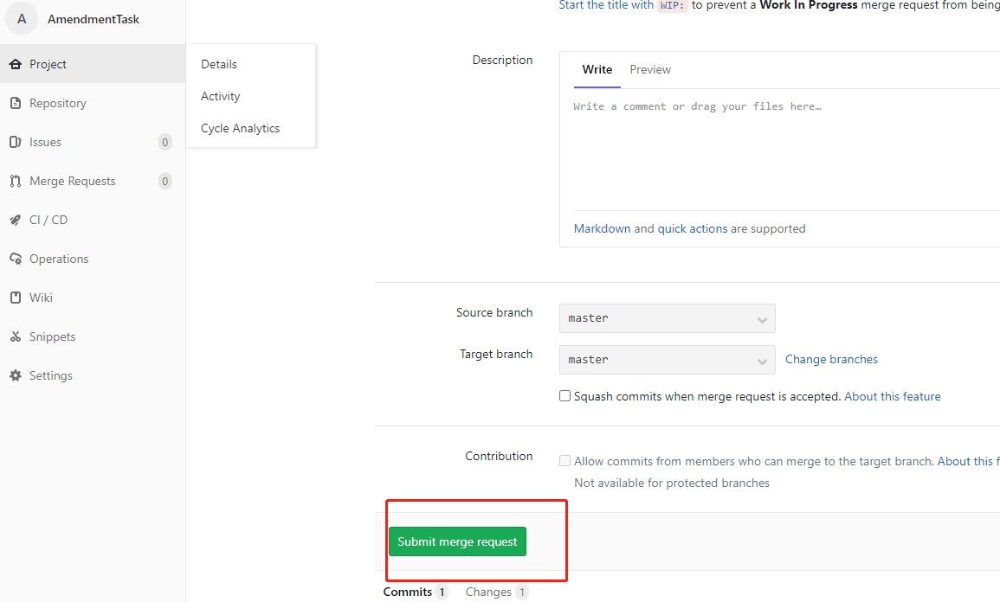 A AmendmentTask
Project
Repository
Issues 0
Merge Requests 0
CI / CD
Operations
Wiki
Snippets
Settings
Details
Activity
Cycle Analytics
Start the title with WIP: to prevent a Work In Progress merge request from being
Description
Write Preview
Write a comment or drag your files here…
Markdown and quick actions are supported
Source branch master
Target branch master Change branches
Squash commits when merge request is accepted. About this feature
Contribution
Allow commits from members who can merge to the target branch. About this f
Not available for protected branches
Submit merge request
Commits 1 Changes 1